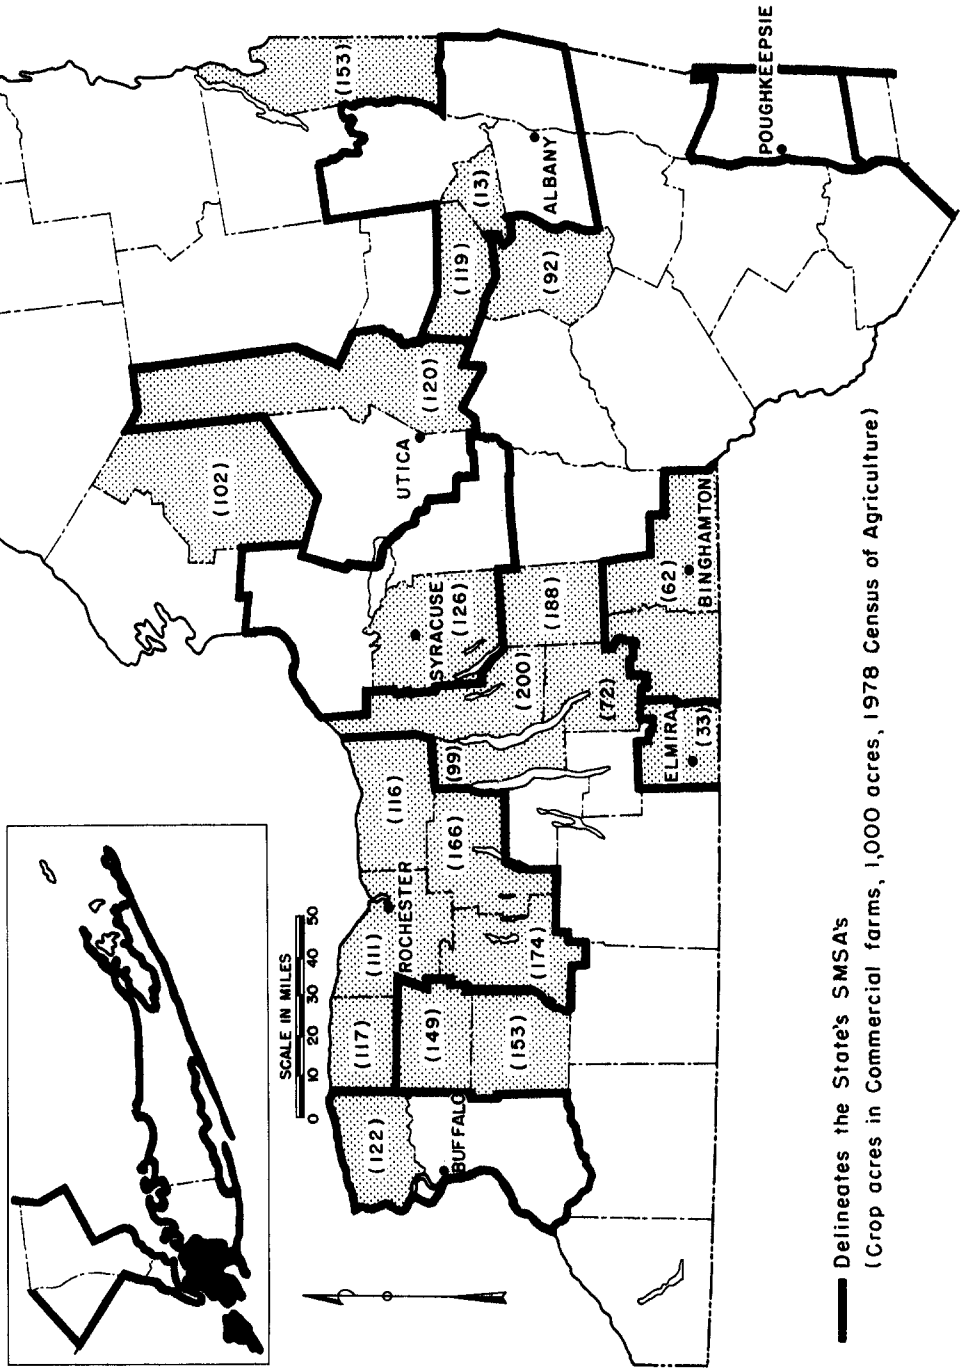 SCALE IN MILES
0 10 20 30 40 50
(122)
BUFFALO
(117)
(149)
(153)
(111)
ROCHESTER
(174)
(116)
(166)
(99)
ELMIRA
(33)
(72)
(200)
SYRACUSE
(126)
(188)
(62)
BINGHAMTON
(102)
UTICA
(120)
(119)
(92)
(13)
ALBANY
(153)
POUGHKEEPSIE
Delineates the State's SMSA's
(Crop acres in Commercial farms, 1,000 acres, 1978 Census of Agriculture)